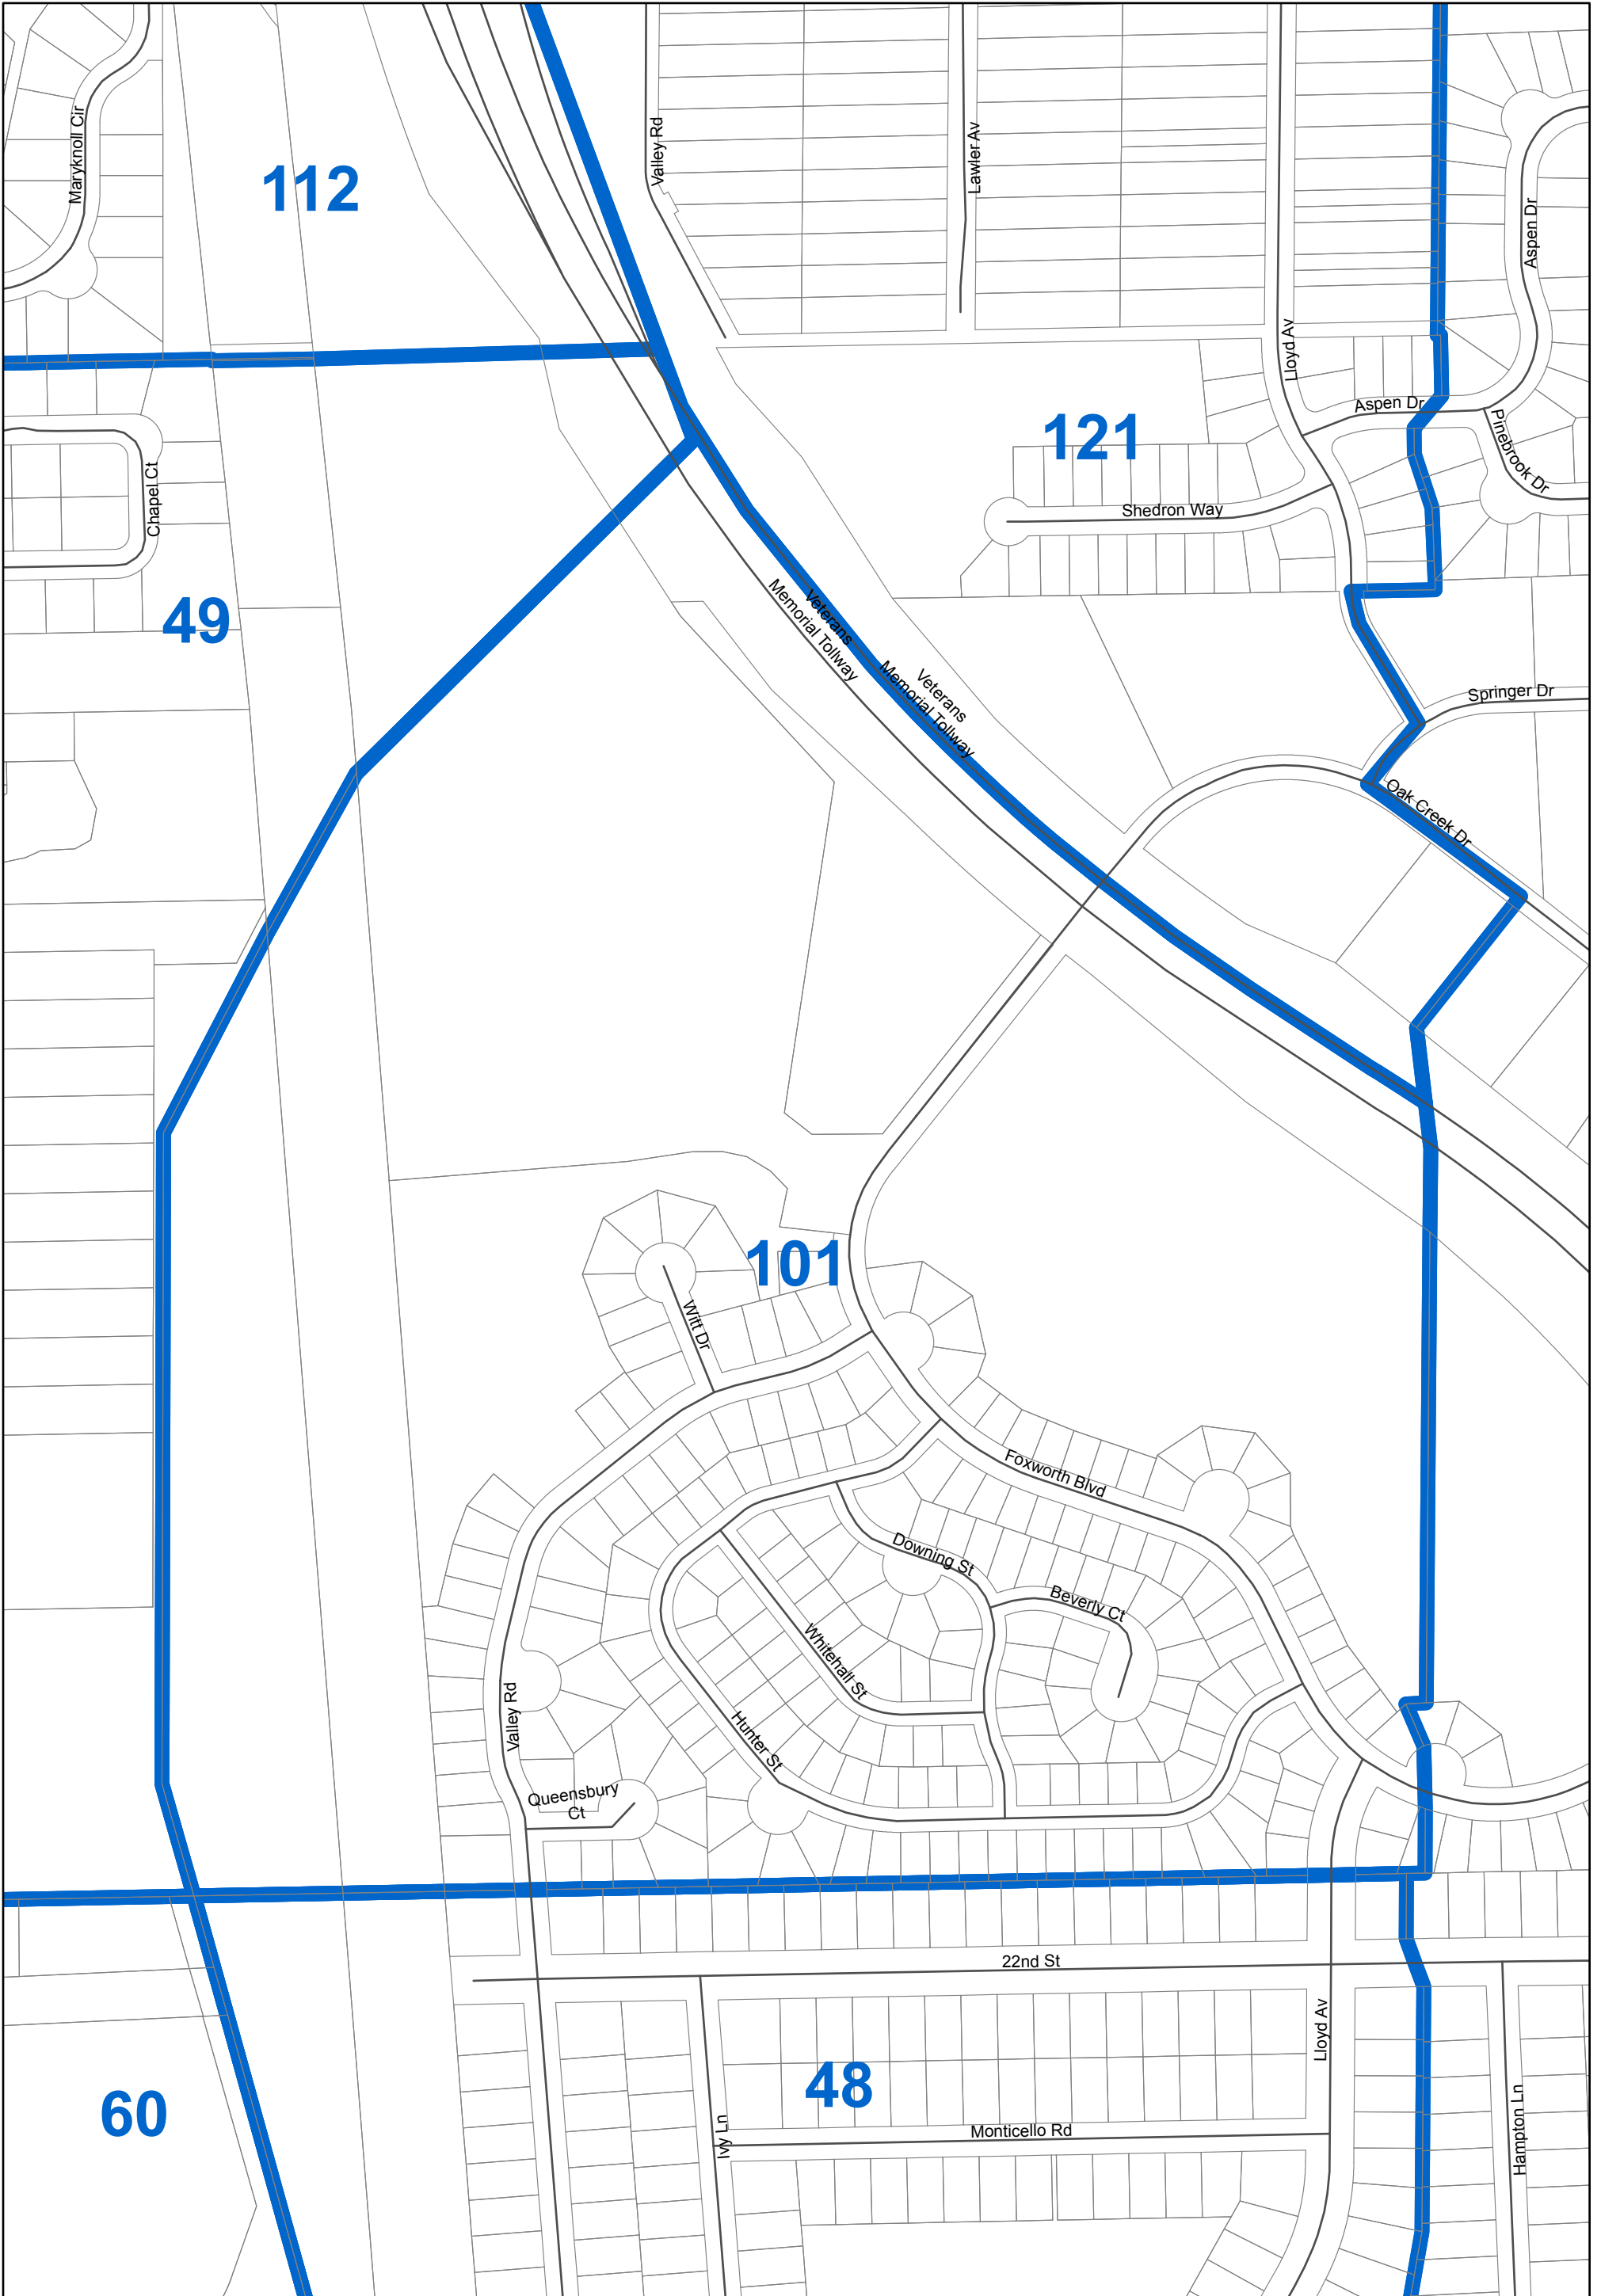 Maryknoll Cir
112
Valley Rd
Lawler Av
Aspen Dr
Lloyd Av
Aspen Dr
121
Pinebrook Dr
Chapel Ct
Shedron Way
49
Veterans
Memorial Tollway
Veterans
Memorial Tollway
Springer Dr
Oak Creek Dr
101
Witt Dr
Foxworth Blvd
Downing St
Beverly Ct
Whitehall St
Valley Rd
Hunter St
Queensbury
Ct
22nd St
Lloyd Av
48
60
Ivy Ln
Monticello Rd
Hampton Ln